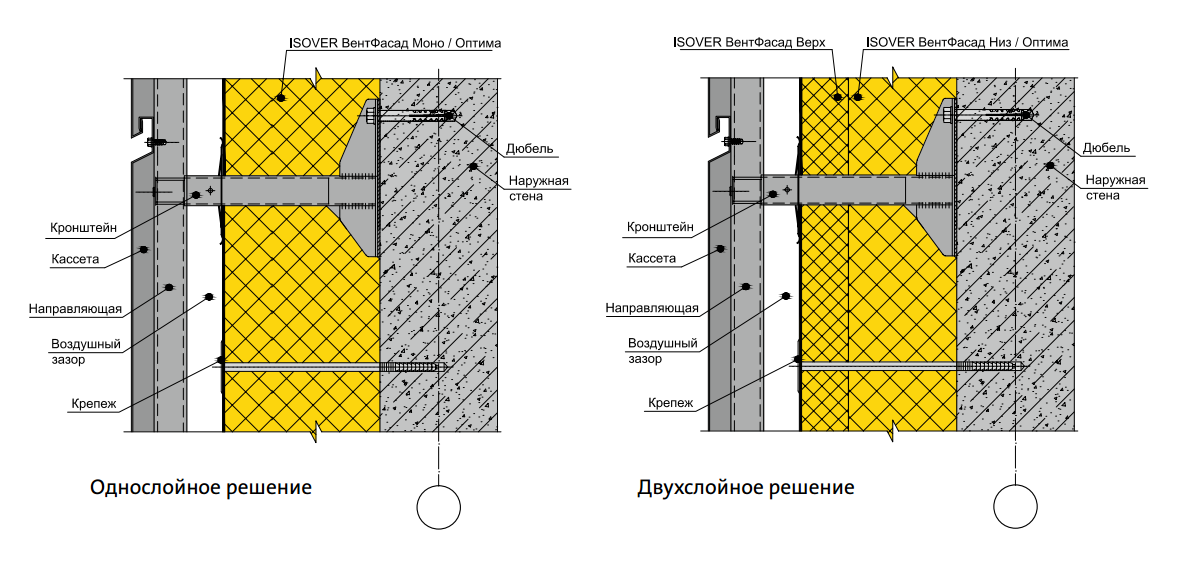 ISOVER ВентФасад Моно / Оптима
Дюбель
Наружная
стена
Кронштейн
Кассета
Направляющая
Воздушный
зазор
Крепеж
Однослойное решение
ISOVER ВентФасад Верх
ISOVER ВентФасад Низ / Оптима
Дюбель
Наружная
стена
Кронштейн
Кассета
Направляющая
Воздушный
зазор
Крепеж
Двухслойное решение